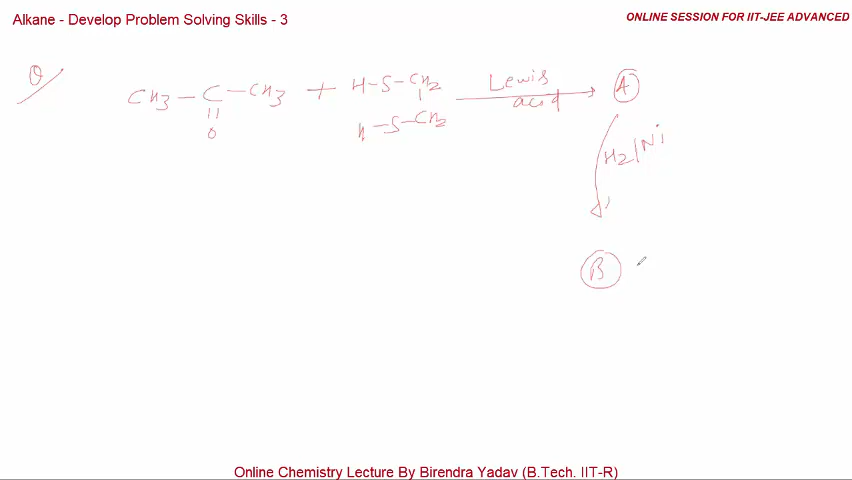 Alkane - Develop Problem Solving Skills - 3
ONLINE SESSION FOR IIT-JEE ADVANCED
Q
CH3 — C — CH3 + H-S-CH2
|| |
O H-S-CH2
Lewis
acid
A
H2/Ni
B
Online Chemistry Lecture By Birendra Yadav (B.Tech. IIT-R)